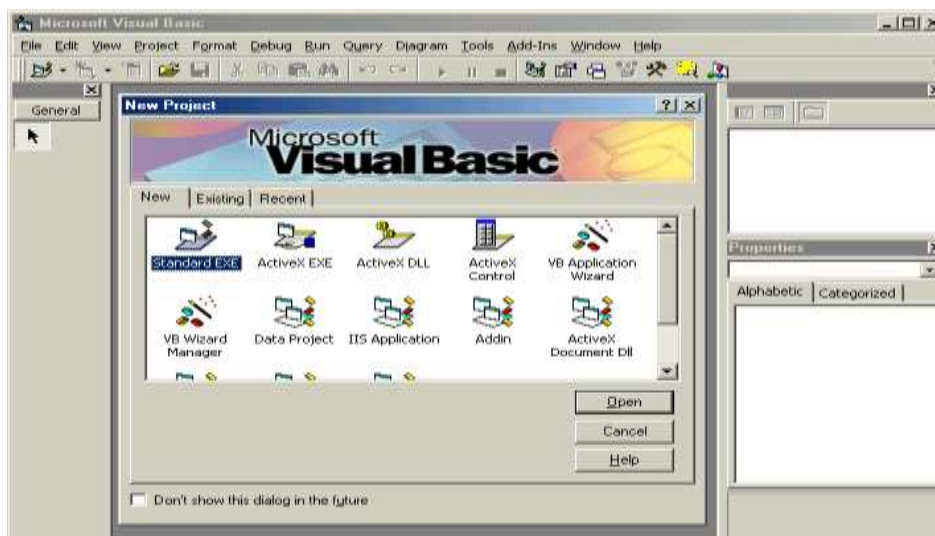 Microsoft Visual Basic
File Edit View Project Format Debug Run Query Diagram Tools Add-Ins Window Help
General
New Project
Microsoft
Visual Basic
New Existing Recent
Standard EXE ActiveX EXE ActiveX DLL ActiveX Control VB Application Wizard
VB Wizard Manager Data Project IIS Application Addin ActiveX Document Dll
Open
Cancel
Help
Don't show this dialog in the future
Properties
Alphabetic Categorized